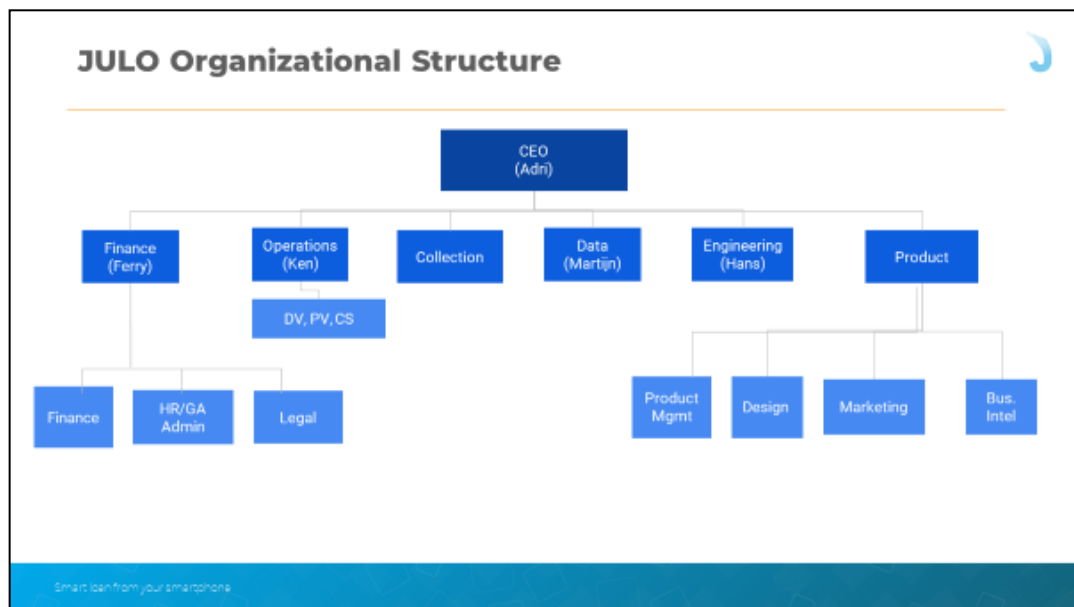 JULO Organizational Structure
J
CEO
(Adri)
Finance
(Ferry)
Operations
(Ken)
Collection
Data
(Martijn)
Engineering
(Hans)
Product
DV, PV, CS
Finance
HR/GA
Admin
Legal
Product
Mgmt
Design
Marketing
Bus.
Intel
Smart loan from your smartphone